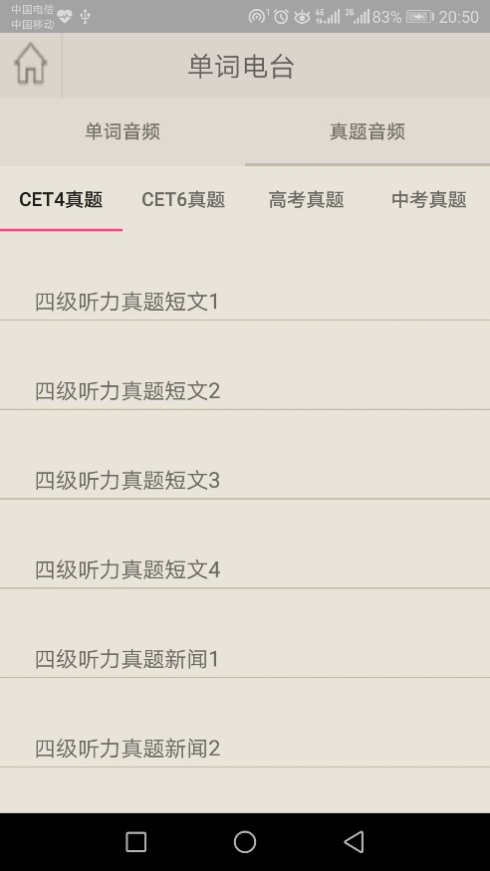 中国电信
中国移动
83% 20:50
单词电台
单词音频 真题音频
CET4真题 CET6真题 高考真题 中考真题
四级听力真题短文1
四级听力真题短文2
四级听力真题短文3
四级听力真题短文4
四级听力真题新闻1
四级听力真题新闻2